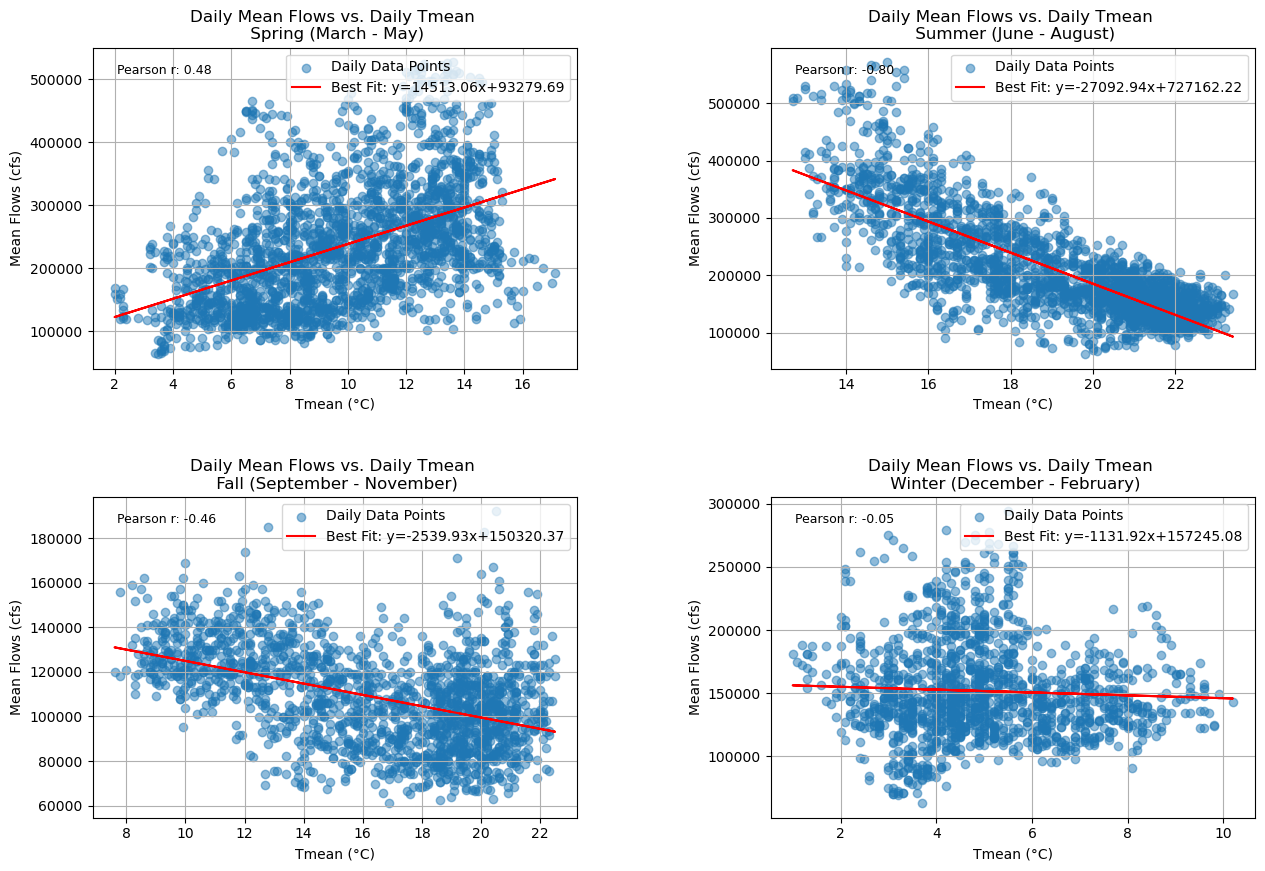 Daily Mean Flows vs. Daily Tmean
Spring (March - May)
Pearson r: 0.48
Daily Data Points
Best Fit: y=14513.06x+93279.69
500000
400000
300000
200000
100000
Mean Flows (cfs)
2 4 6 8 10 12 14 16
Tmean (°C)
Daily Mean Flows vs. Daily Tmean
Summer (June - August)
Pearson r: -0.80
Daily Data Points
Best Fit: y=-27092.94x+727162.22
500000
400000
300000
200000
100000
Mean Flows (cfs)
14 16 18 20 22
Tmean (°C)
Daily Mean Flows vs. Daily Tmean
Fall (September - November)
Pearson r: -0.46
Daily Data Points
Best Fit: y=-2539.93x+150320.37
180000
160000
140000
120000
100000
80000
60000
Mean Flows (cfs)
8 10 12 14 16 18 20 22
Tmean (°C)
Daily Mean Flows vs. Daily Tmean
Winter (December - February)
Pearson r: -0.05
Daily Data Points
Best Fit: y=-1131.92x+157245.08
300000
250000
200000
150000
100000
Mean Flows (cfs)
2 4 6 8 10
Tmean (°C)